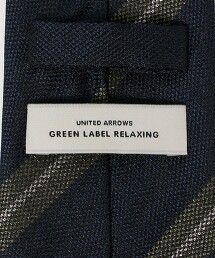 UNITED ARROWS
GREEN LABEL RELAXING